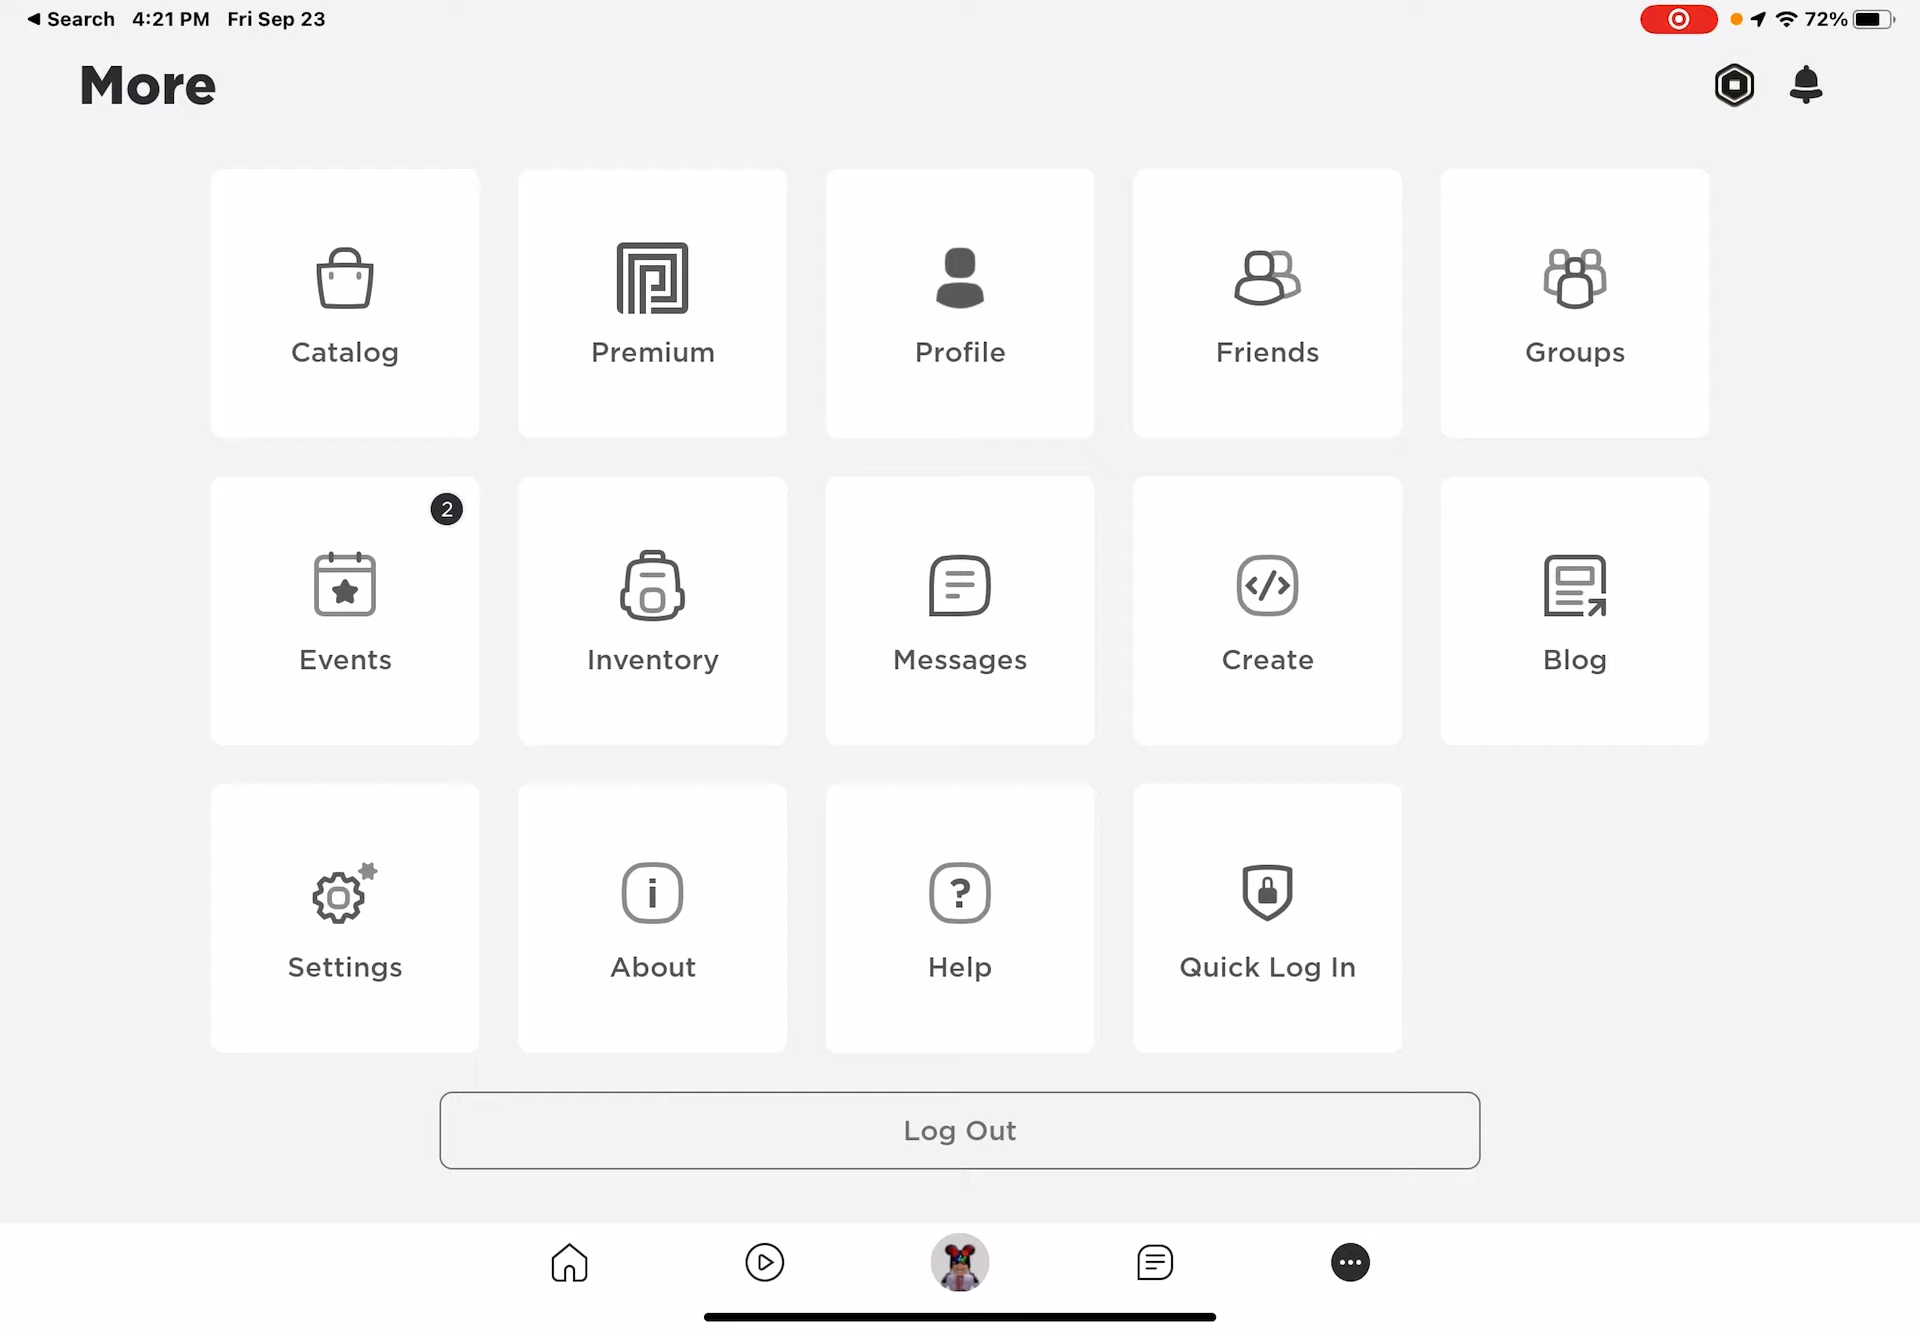 Search 4:21 PM Fri Sep 23 72%
More
Catalog Premium Profile Friends Groups
2
Events Inventory Messages Create Blog
Settings About Help Quick Log In
Log Out